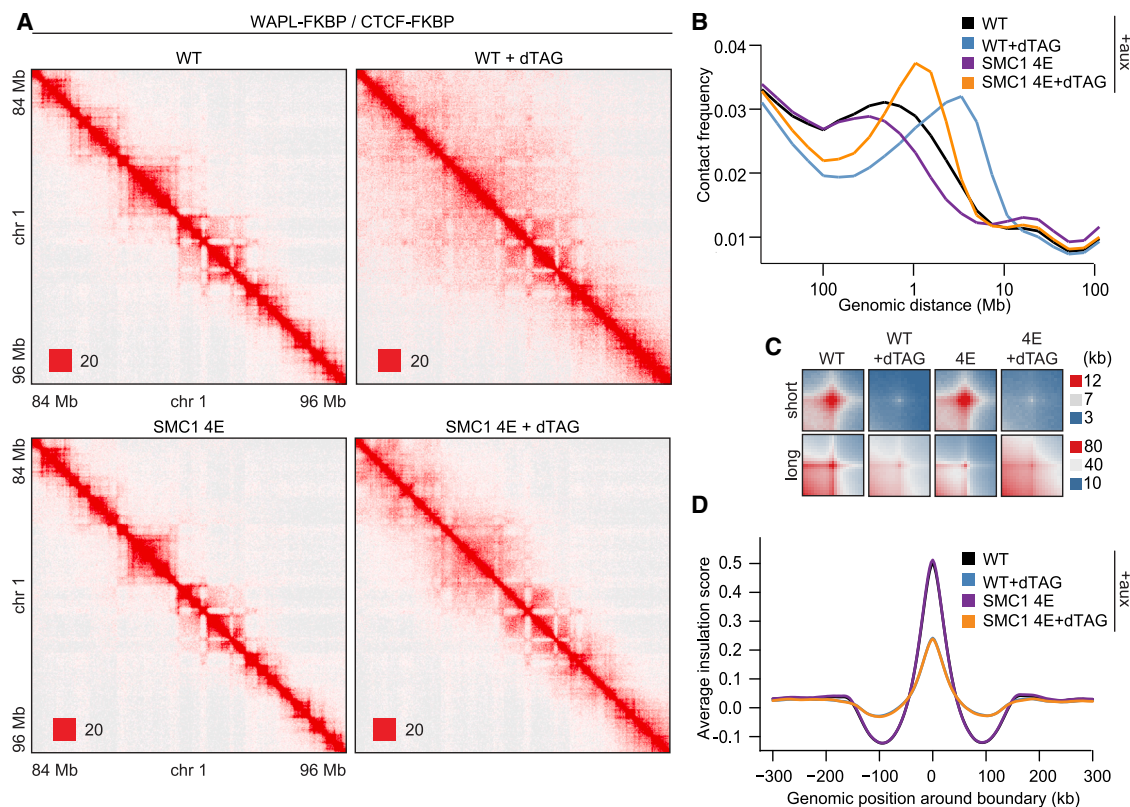 A
WAPL-FKBP / CTCF-FKBP
WT
WT + dTAG
84 Mb
chr 1
96 Mb
20
20
84 Mb
chr 1
96 Mb
SMC1 4E
SMC1 4E + dTAG
84 Mb
chr 1
96 Mb
20
20
84 Mb
chr 1
96 Mb
B
WT
WT+dTAG
SMC1 4E
SMC1 4E+dTAG
+aux
Contact frequency
0.04
0.03
0.02
0.01
100
1
10
100
Genomic distance (Mb)
C
WT
WT
+dTAG
4E
4E
+dTAG
(kb)
short
12
7
3
long
80
40
10
D
WT
WT+dTAG
SMC1 4E
SMC1 4E+dTAG
+aux
Average insulation score
0.5
0.4
0.3
0.2
0.1
0.0
-0.1
−300
−200
−100
0
100
200
300
Genomic position around boundary (kb)